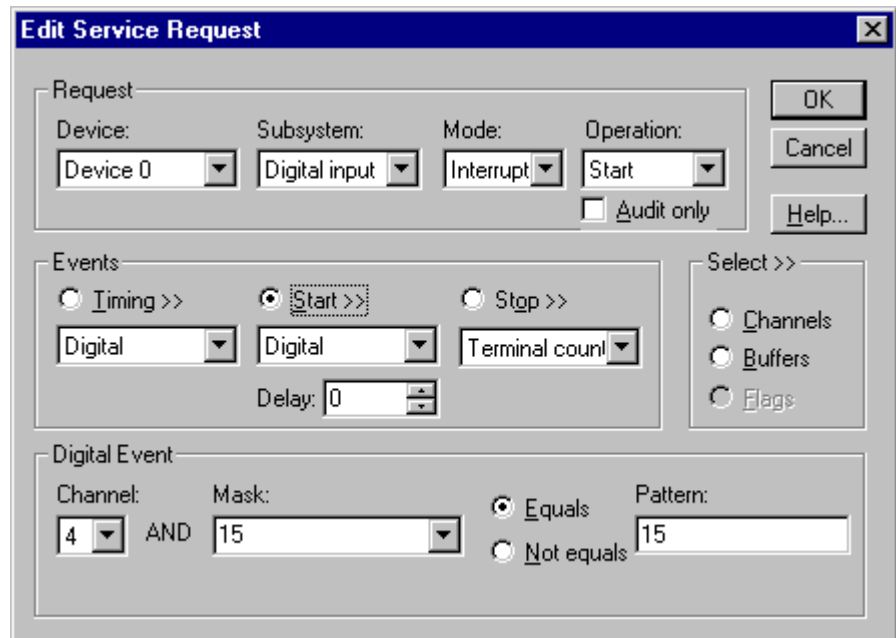 Edit Service Request
Request
OK
Device: Subsystem: Mode: Operation:
Device 0 Digital input Interrupt Start
Cancel
Audit only
Help...
Events
Select >>
Timing >> Start >> Stop >>
Digital Digital Terminal count
Channels
Buffers
Delay: 0
Flags
Digital Event
Channel: Mask: Pattern:
4 AND 15 Equals 15
Not equals